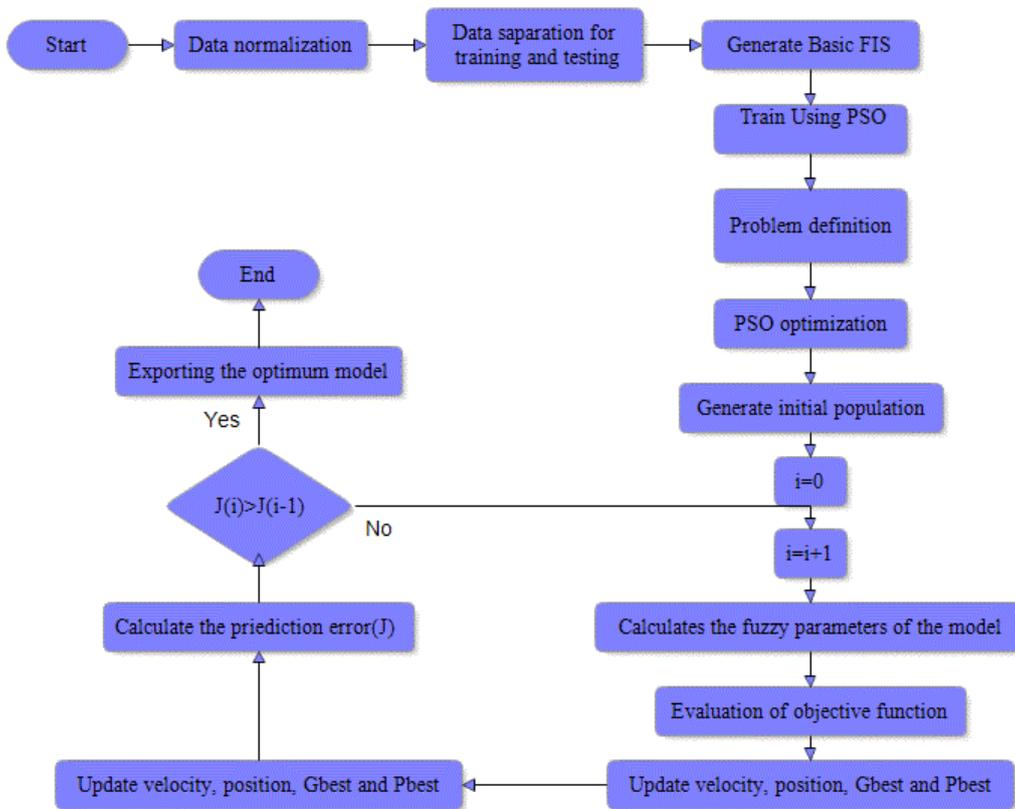 Start
Data normalization
Data saparation for
training and testing
Generate Basic FIS
Train Using PSO
Problem definition
PSO optimization
Generate initial population
i=0
i=i+1
Calculates the fuzzy parameters of the model
Evaluation of objective function
Update velocity, position, Gbest and Pbest
Update velocity, position, Gbest and Pbest
Calculate the priediction error(J)
J(i)>J(i-1)
No
Yes
Exporting the optimum model
End